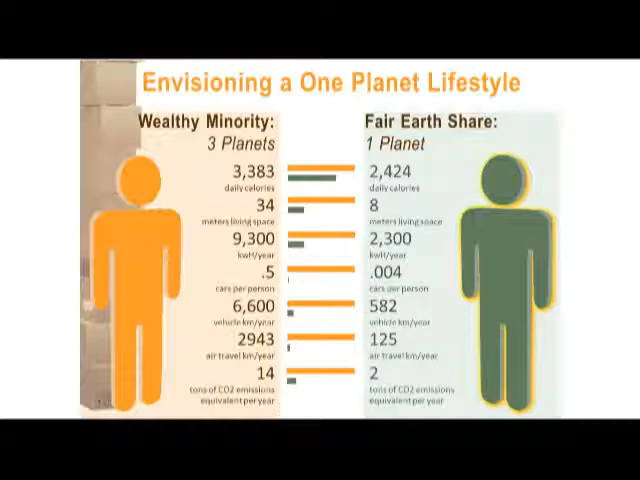 Envisioning a One Planet Lifestyle
Wealthy Minority:
3 Planets
3,383
daily calories
34
meters living space
9,300
kwH/year
.5
cars per person
6,600
vehicle km/year
2943
air travel km/year
14
tons of CO2 emissions
equivalent per year
Fair Earth Share:
1 Planet
2,424
daily calories
8
meters living space
2,300
kwH/year
.004
cars per person
582
vehicle km/year
125
air travel km/year
2
tons of CO2 emissions
equivalent per year